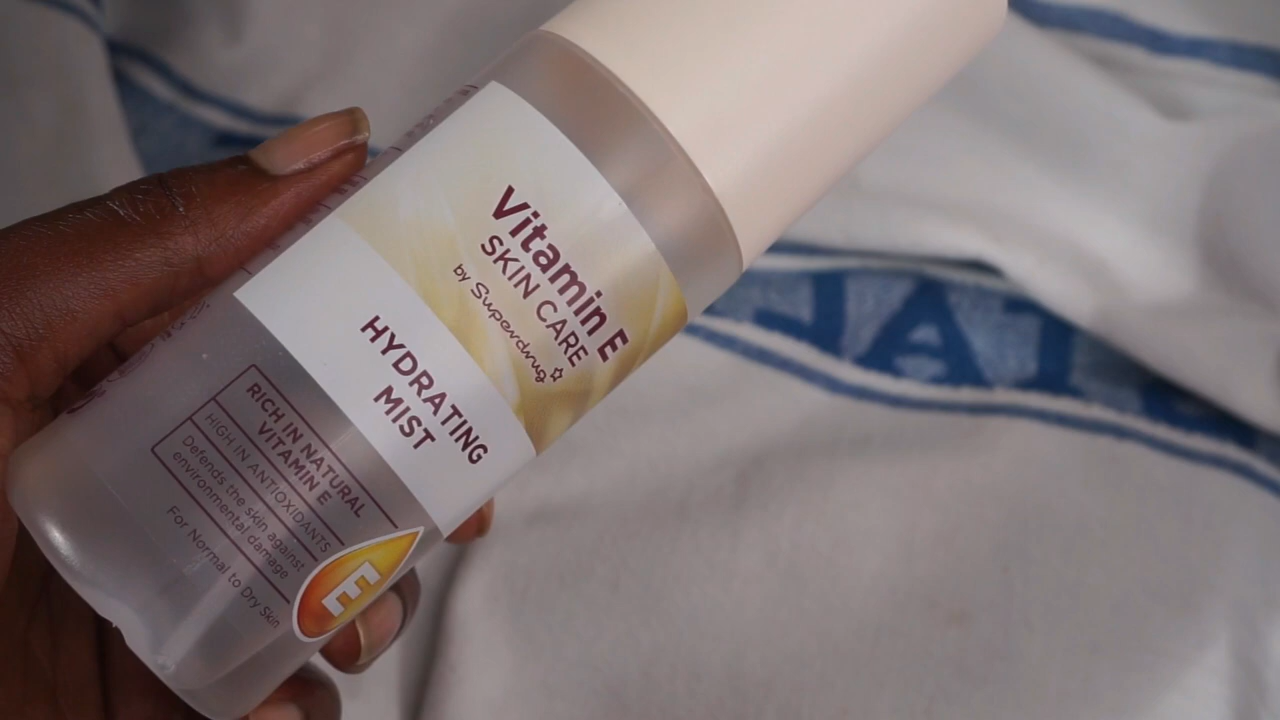 Vitamin E
SKIN CARE
by Superdrug
HYDRATING
MIST
RICH IN NATURAL
VITAMIN E
HIGH IN ANTIOXIDANTS
Defends the skin against
environmental damage
For Normal to Dry Skin
E